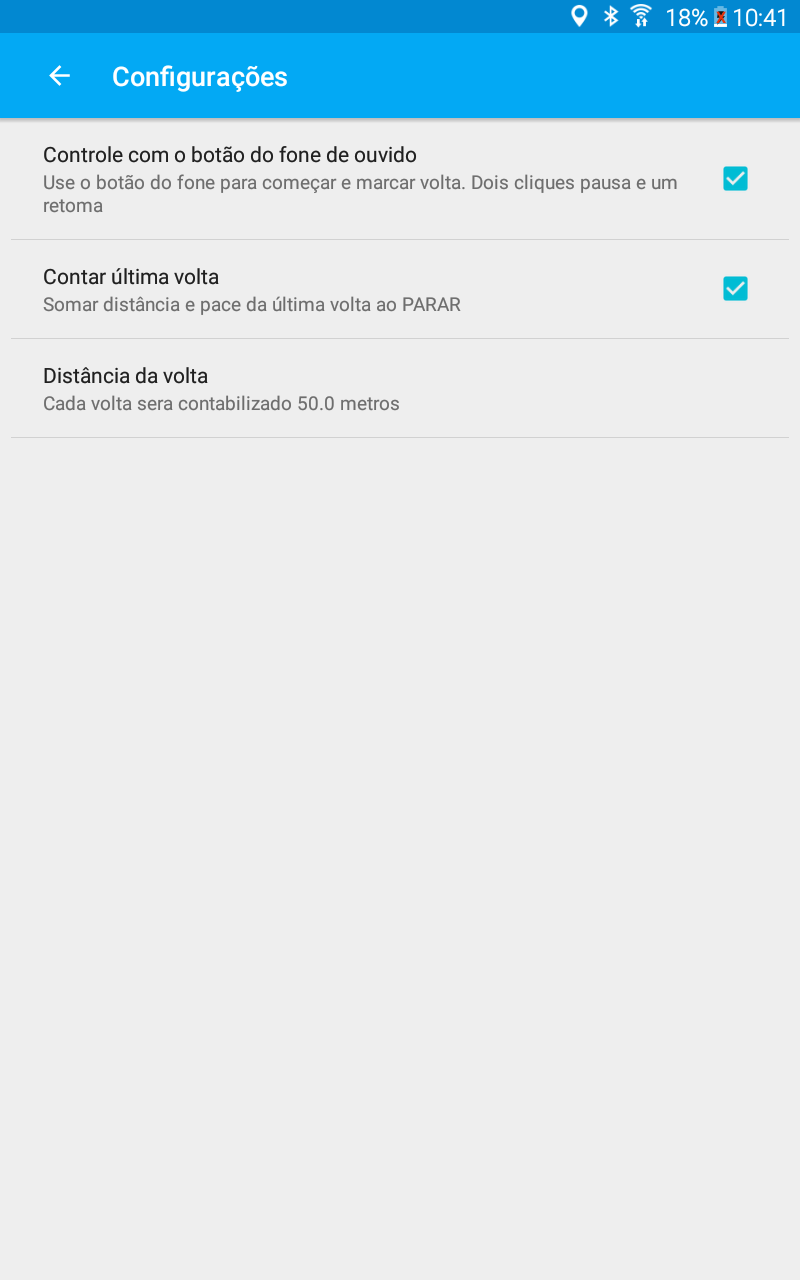 18% 10:41
Configurações
Controle com o botão do fone de ouvido
Use o botão do fone para começar e marcar volta. Dois cliques pausa e um
retoma
Contar última volta
Somar distância e pace da última volta ao PARAR
Distância da volta
Cada volta sera contabilizado 50.0 metros